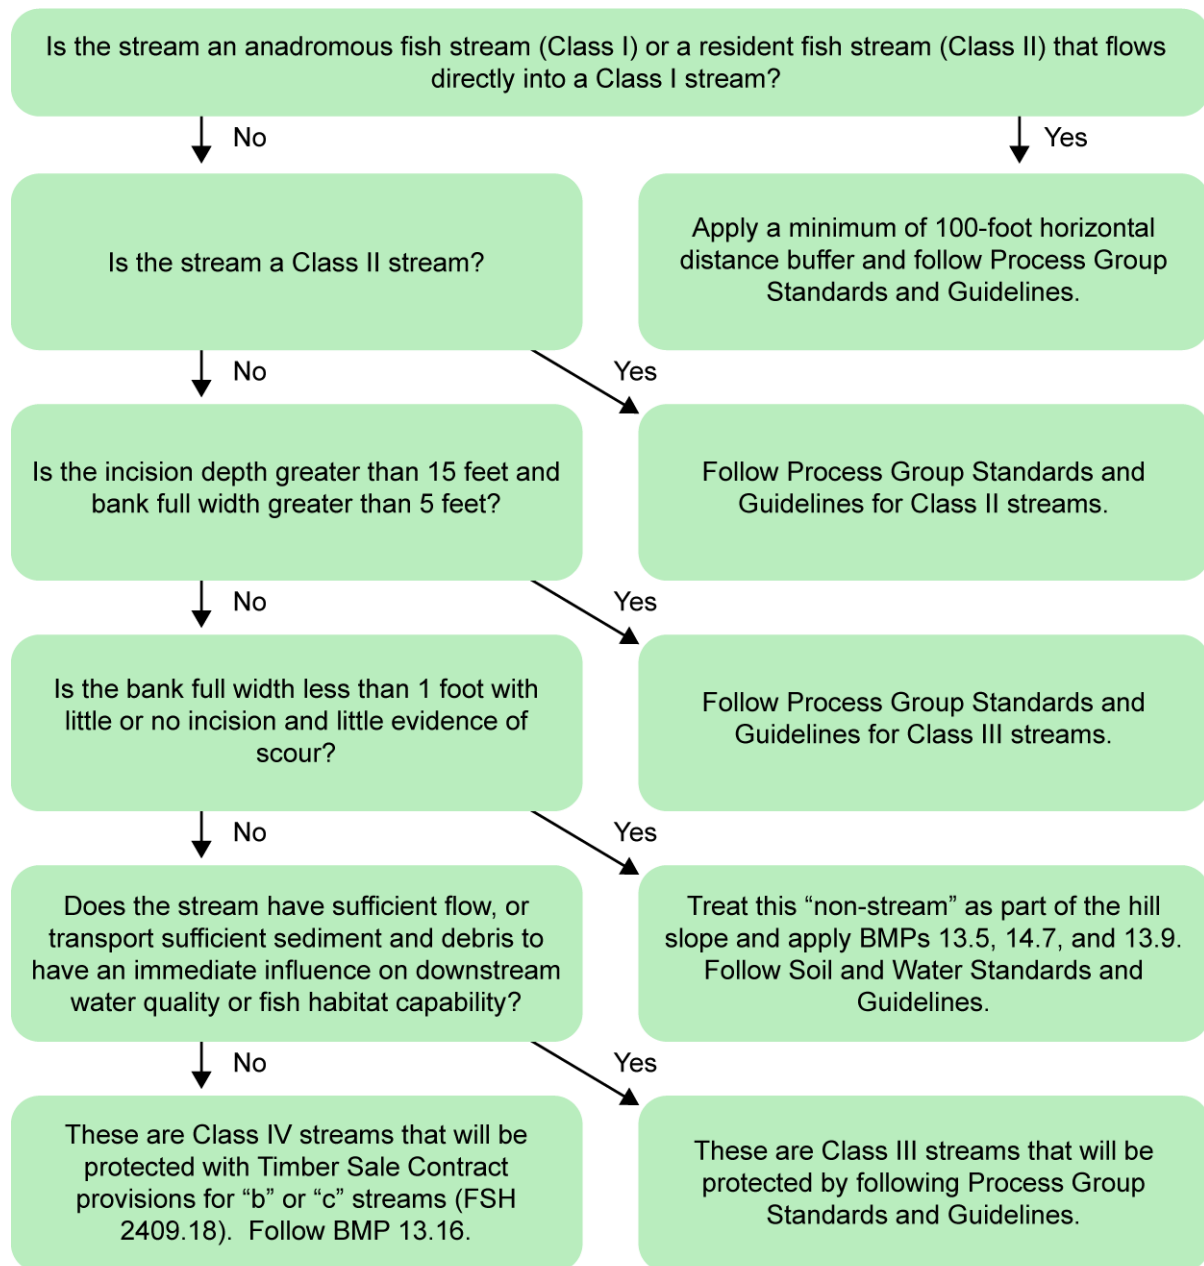 Is the stream an anadromous fish stream (Class I) or a resident fish stream (Class II) that flows
directly into a Class I stream?
No
Yes
Is the stream a Class II stream?
Apply a minimum of 100-foot horizontal
distance buffer and follow Process Group
Standards and Guidelines.
No
Yes
Is the incision depth greater than 15 feet and
bank full width greater than 5 feet?
Follow Process Group Standards and
Guidelines for Class II streams.
No
Yes
Is the bank full width less than 1 foot with
little or no incision and little evidence of
scour?
Follow Process Group Standards and
Guidelines for Class III streams.
No
Yes
Does the stream have sufficient flow, or
transport sufficient sediment and debris to
have an immediate influence on downstream
water quality or fish habitat capability?
Treat this “non-stream” as part of the hill
slope and apply BMPs 13.5, 14.7, and 13.9.
Follow Soil and Water Standards and
Guidelines.
No
Yes
These are Class IV streams that will be
protected with Timber Sale Contract
provisions for “b” or “c” streams (FSH
2409.18).  Follow BMP 13.16.
These are Class III streams that will be
protected by following Process Group
Standards and Guidelines.